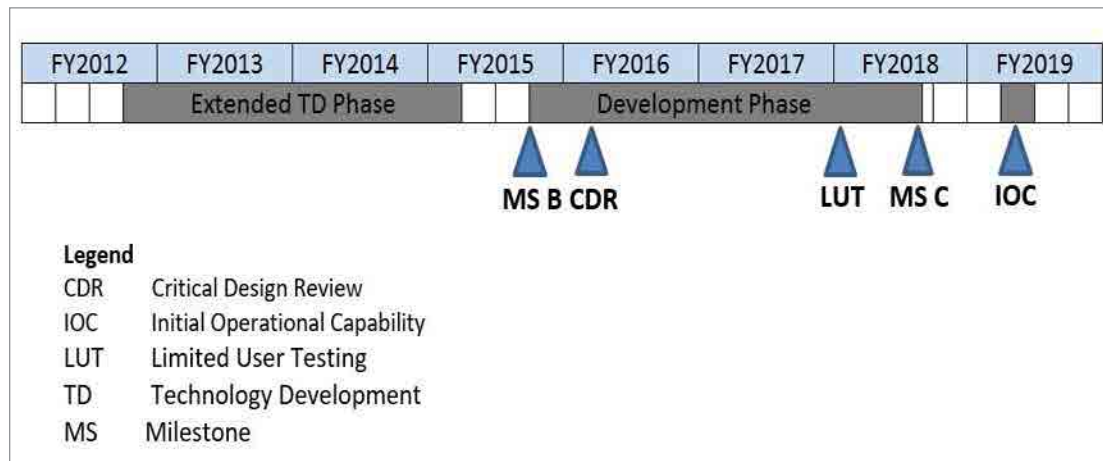 FY2012 FY2013 FY2014 FY2015 FY2016 FY2017 FY2018 FY2019
Extended TD Phase Development Phase
MS B CDR LUT MS C IOC
Legend
CDR Critical Design Review
IOC Initial Operational Capability
LUT Limited User Testing
TD Technology Development
MS Milestone